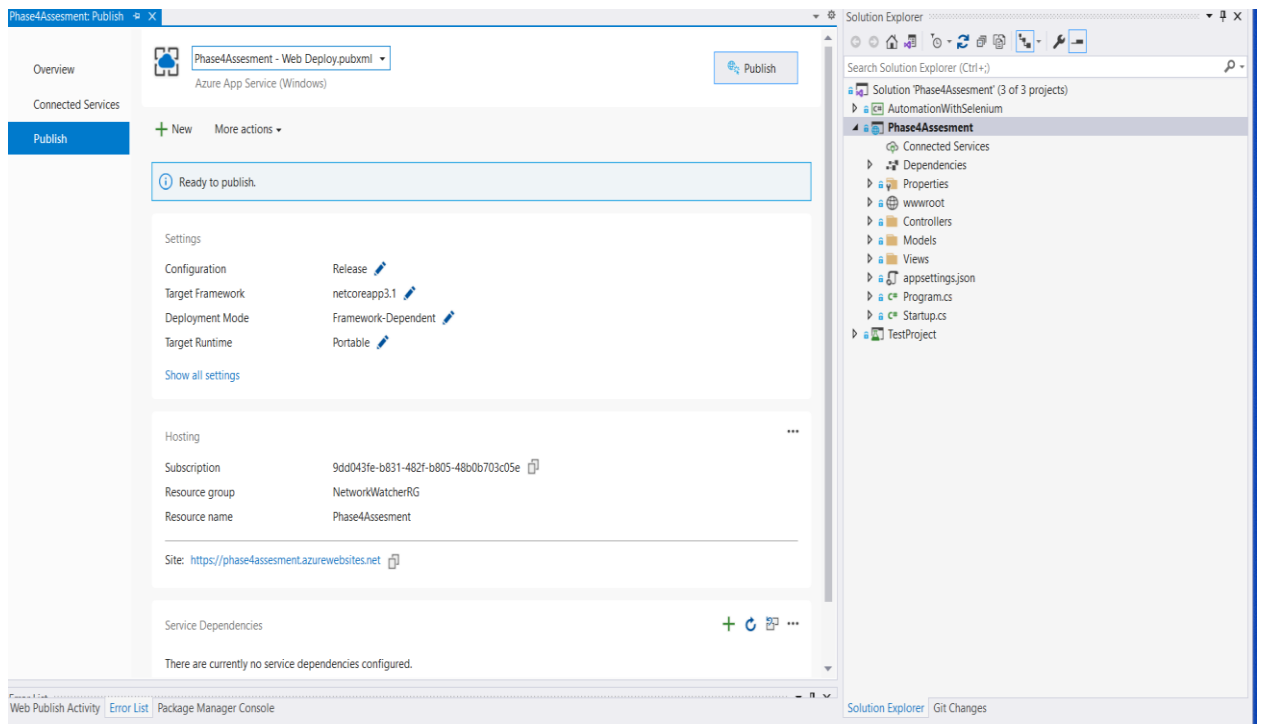 Phase4Assesment: Publish
Overview
Connected Services
Publish
Phase4Assesment - Web Deploy.pubxml
Azure App Service (Windows)
Publish
New More actions
Ready to publish.
Settings
Configuration Release
Target Framework netcoreapp3.1
Deployment Mode Framework-Dependent
Target Runtime Portable
Show all settings
Hosting
Subscription 9dd043fe-b831-482f-b805-48b0b703c05e
Resource group NetworkWatcherRG
Resource name Phase4Assesment
Site: https://phase4assesment.azurewebsites.net
Service Dependencies
There are currently no service dependencies configured.
Error List
Web Publish Activity Error List Package Manager Console
Solution Explorer
Search Solution Explorer (Ctrl+;)
Solution 'Phase4Assesment' (3 of 3 projects)
C# AutomationWithSelenium
Phase4Assesment
Connected Services
Dependencies
Properties
wwwroot
Controllers
Models
Views
appsettings.json
C# Program.cs
C# Startup.cs
TestProject
Solution Explorer Git Changes